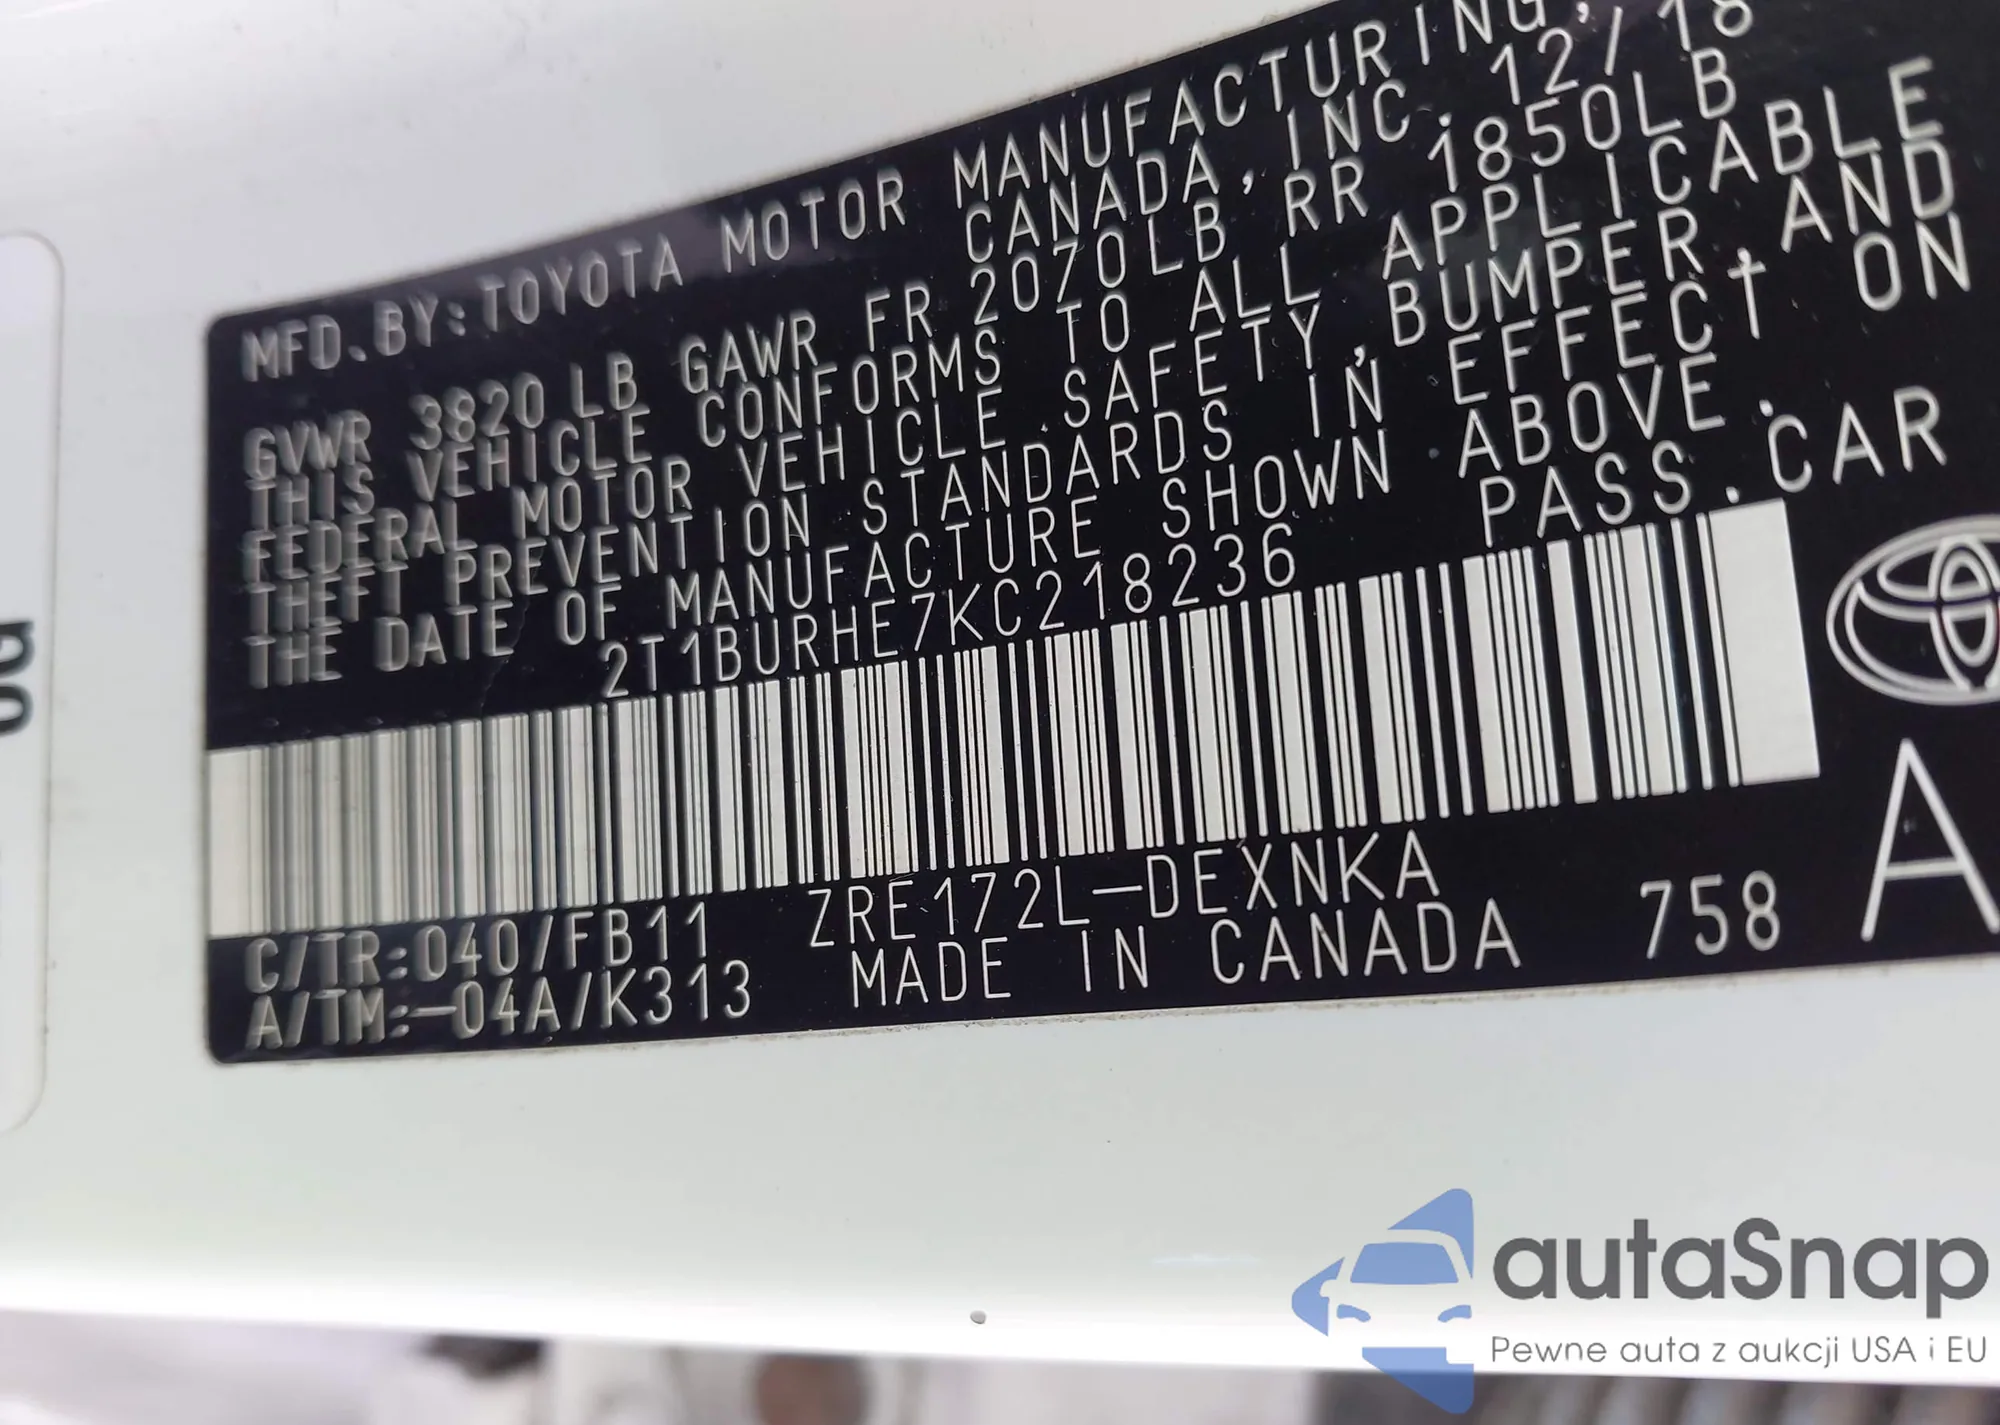 MFD.BY:TOYOTA MOTOR MANUFACTURING,
CANADA, INC. 12/18
GVWR 3820 LB GAWR FR 2070LB RR 1850LB
THIS VEHICLE CONFORMS TO ALL APPLICABLE
FEDERAL MOTOR VEHICLE SAFETY,BUMPER,AND
THEFT PREVENTION STANDARDS IN EFFECT ON
THE DATE OF MANUFACTURE SHOWN ABOVE.
2T1BURHE7KC218236 PASS.CAR
C/TR:040/FB11 ZRE172L-DEXNKA
A/TM:-04A/K313 MADE IN CANADA 758
A
autaSnap
Pewne auta z aukcji USA i EU